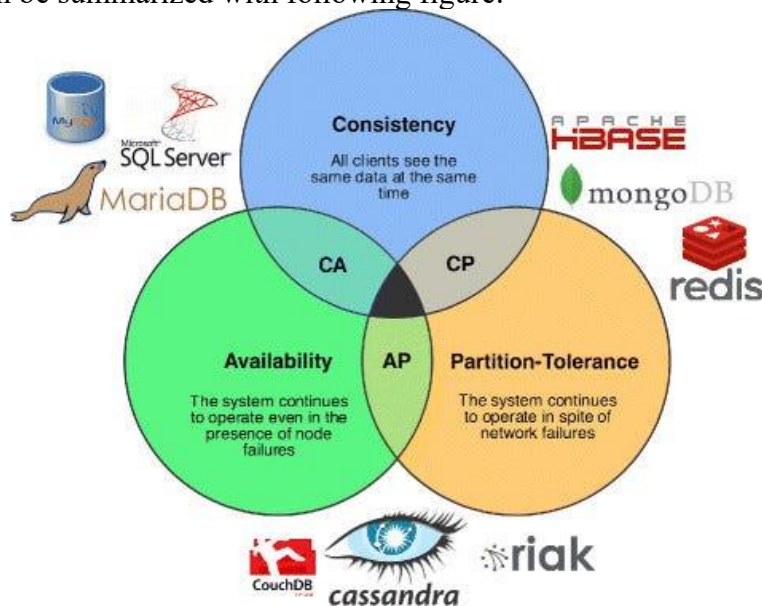 be summarized with following figure:
MySQL
Microsoft
SQL Server
MariaDB
Consistency
All clients see the
same data at the same
time
APACHE
HBASE
mongoDB
redis
CA
CP
Availability
The system continues
to operate even in the
presence of node
failures
AP
Partition-Tolerance
The system continues
to operate in spite of
network failures
CouchDB
cassandra
riak